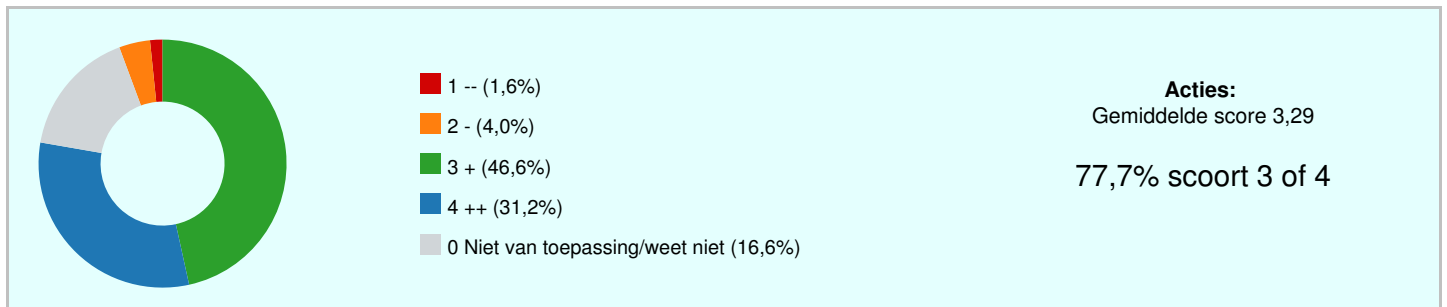 1 -- (1,6%)
2 - (4,0%)
3 + (46,6%)
4 ++ (31,2%)
0 Niet van toepassing/weet niet (16,6%)
Acties:
Gemiddelde score 3,29
77,7% scoort 3 of 4